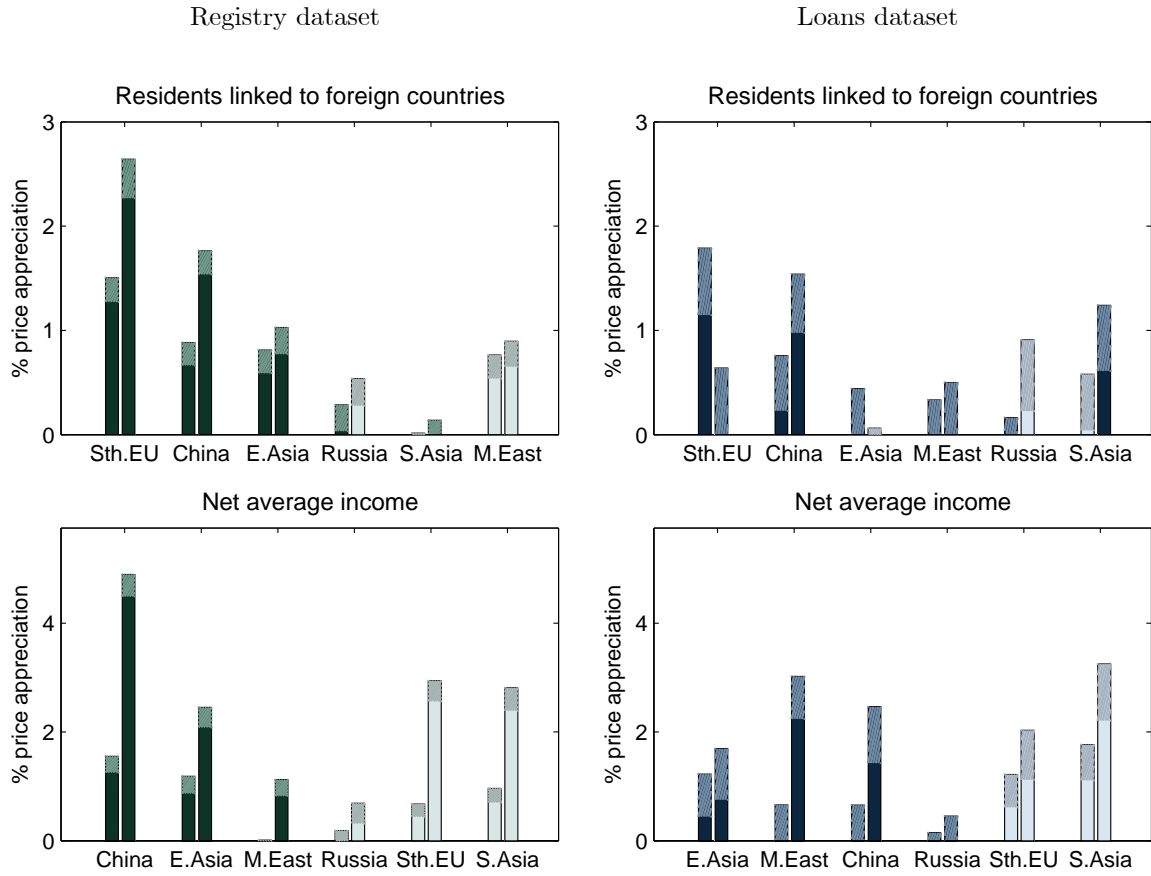 Registry dataset
Loans dataset
Residents linked to foreign countries
% price appreciation
3
2
1
0
Sth.EU China E.Asia Russia S.Asia M.East
Residents linked to foreign countries
% price appreciation
3
2
1
0
Sth.EU China E.Asia M.East Russia S.Asia
Net average income
% price appreciation
4
2
0
China E.Asia M.East Russia Sth.EU S.Asia
Net average income
% price appreciation
4
2
0
E.Asia M.East China Russia Sth.EU S.Asia